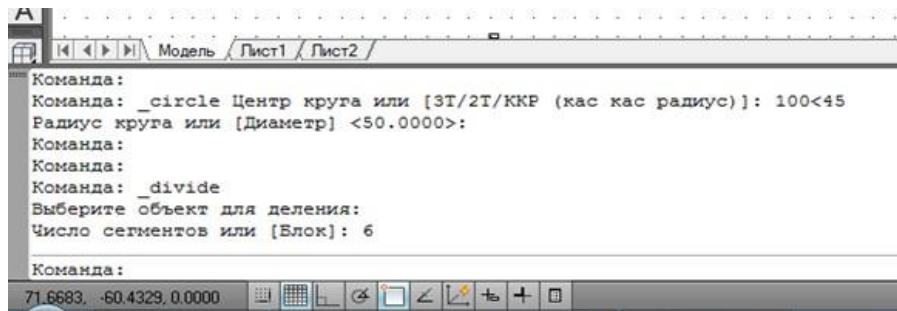 A
Модель Лист1 Лист2
Команда:
Команда: _circle Центр круга или [3Т/2Т/ККР (кас кас радиус)]: 100<45
Радиус круга или [Диаметр] <50.0000>:
Команда:
Команда:
Команда: _divide
Выберите объект для деления:
Число сегментов или [Блок]: 6
Команда:
71.6683, -60.4329, 0.0000